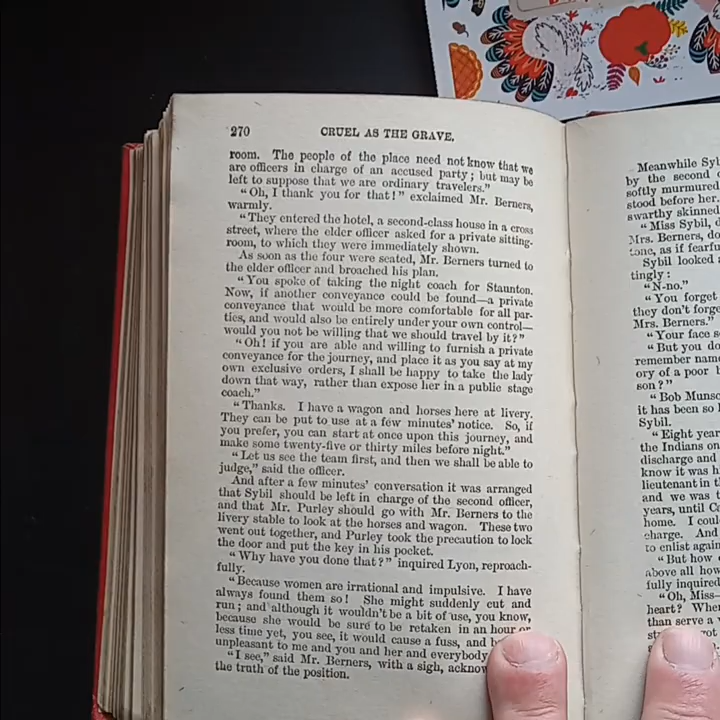 270 CRUEL AS THE GRAVE.
room. The people of the place need not know that we
are officers in charge of an accused party; but may be
left to suppose that we are ordinary travelers."
"Oh, I thank you for that!" exclaimed Mr. Berners,
warmly.
"They entered the hotel, a second-class house in a cross
street, where the elder officer asked for a private sitting-
room, to which they were immediately shown.
As soon as the four were seated, Mr. Berners turned to
the elder officer and broached his plan.
"You spoke of taking the night coach for Staunton.
Now, if another conveyance could be found—a private
conveyance that would be more comfortable for all par-
ties, and would also be entirely under your own control—
would you not be willing that we should travel by it?"
"Oh! if you are able and willing to furnish a private
conveyance for the journey, and place it as you say at my
own exclusive orders, I shall be happy to take the lady
down that way, rather than expose her in a public stage
coach."
"Thanks. I have a wagon and horses here at livery.
They can be put to use at a few minutes' notice. So, if
you prefer, you can start at once upon this journey, and
make some twenty-five or thirty miles before night."
"Let us see the team first, and then we shall be able to
judge," said the officer.
And after a few minutes' conversation it was arranged
that Sybil should be left in charge of the second officer,
and that Mr. Purley should go with Mr. Berners to the
livery stable to look at the horses and wagon. These two
went out together, and Purley took the precaution to lock
the door and put the key in his pocket.
"Why have you done that?" inquired Lyon, reproach-
fully.
"Because women are irrational and impulsive. I have
always found them so! She might suddenly cut and
run; and although it wouldn't be a bit of use, you know,
because she would be sure to be retaken in an hour or
less time yet, you see, it would cause a fuss, and b
unpleasant to me and you and her and everybody
"I see," said Mr. Berners, with a sigh, acknow
the truth of the position.
Meanwhile Syb
by the second o
softly murmured
stood before her.
swarthy skinned
"Miss Sybil, d
Mrs. Berners, do
tone, as if fearfu
Sybil looked a
tingly:
"N-no."
"You forget
they don't forge
Mrs. Berners."
"Your face s
"But you do
remember name
ory of a poor b
son?"
"Bob Munso
it has been so l
Sybil.
"Eight year
the Indians on
discharge and
know it was h
lieutenant in t
and we was t
years, until Ca
home. I coul
charge. And
to enlist again
"But how
above all how
fully inquired
"Oh, Miss—
heart? When
than serve a